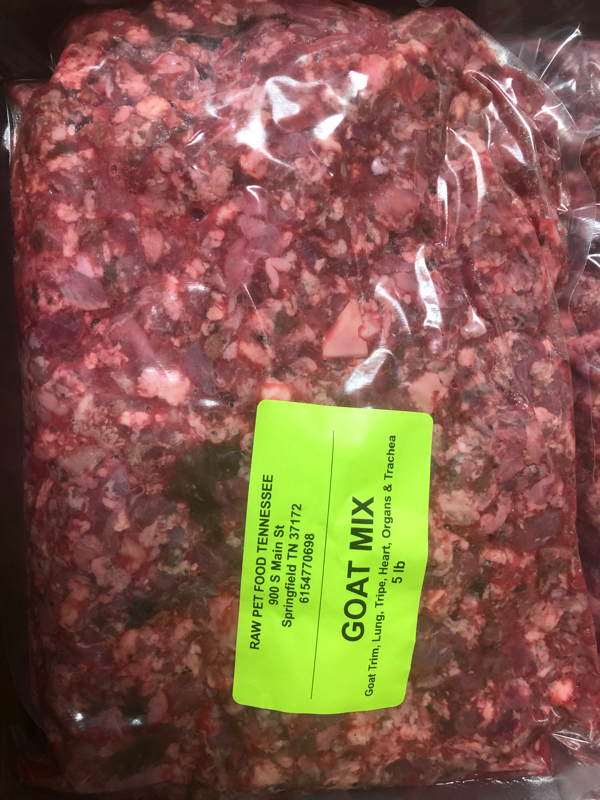 RAW PET FOOD TENNESSEE
900 S Main St
Springfield TN 37172
6154770698
GOAT MIX
Goat Trim, Lung, Tripe, Heart, Organs & Trachea
5 lb